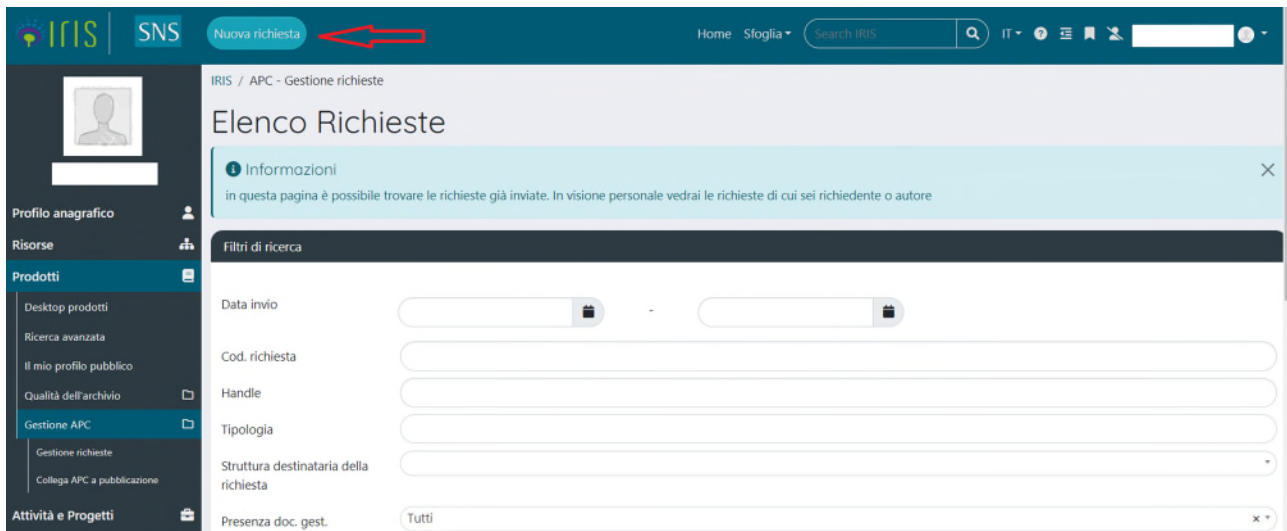 IRIS
SNS
Nuova richiesta
Home Sfoglia Search IRIS IT
IRIS / APC - Gestione richieste
Elenco Richieste
Informazioni
in questa pagina è possibile trovare le richieste già inviate. In visione personale vedrai le richieste di cui sei richiedente o autore
Profilo anagrafico
Risorse
Prodotti
Desktop prodotti
Ricerca avanzata
Il mio profilo pubblico
Qualità dell'archivio
Gestione APC
Gestione richieste
Collega APC a pubblicazione
Attività e Progetti
Filtri di ricerca
Data invio
-
Cod. richiesta
Handle
Tipologia
Struttura destinataria della
richiesta
Presenza doc. gest.
Tutti